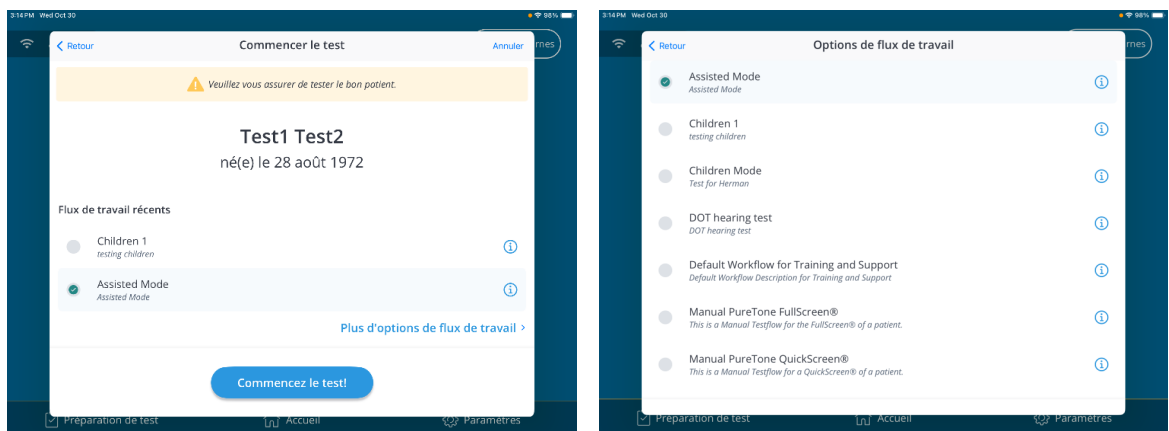 3:14 PM Wed Oct 30
98%
Retour
Commencer le test
Annuler
rnes
Veuillez vous assurer de tester le bon patient.
Test1 Test2
né(e) le 28 août 1972
Flux de travail récents
Children 1
testing children
Assisted Mode
Assisted Mode
Plus d'options de flux de travail >
Commencez le test!
Préparation de test
Accueil
Paramètres
3:14 PM Wed Oct 30
98%
Retour
Options de flux de travail
rnes
Assisted Mode
Assisted Mode
Children 1
testing children
Children Mode
Test for Herman
DOT hearing test
DOT hearing test
Default Workflow for Training and Support
Default Workflow Description for Training and Support
Manual PureTone FullScreen®
This is a Manual Testflow for the FullScreen® of a patient.
Manual PureTone QuickScreen®
This is a Manual Testflow for a QuickScreen® of a patient.
Préparation de test
Accueil
Paramètres